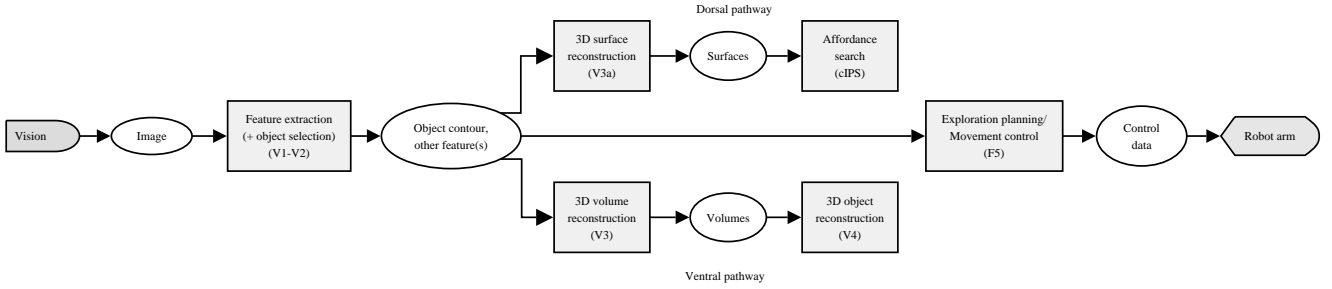 Dorsal pathway
3D surface
reconstruction
(V3a)
Surfaces
Affordance
search
(cIPS)
Vision
Image
Feature extraction
(+ object selection)
(V1-V2)
Object contour,
other feature(s)
Exploration planning/
Movement control
(F5)
Control
data
Robot arm
3D volume
reconstruction
(V3)
Volumes
3D object
reconstruction
(V4)
Ventral pathway